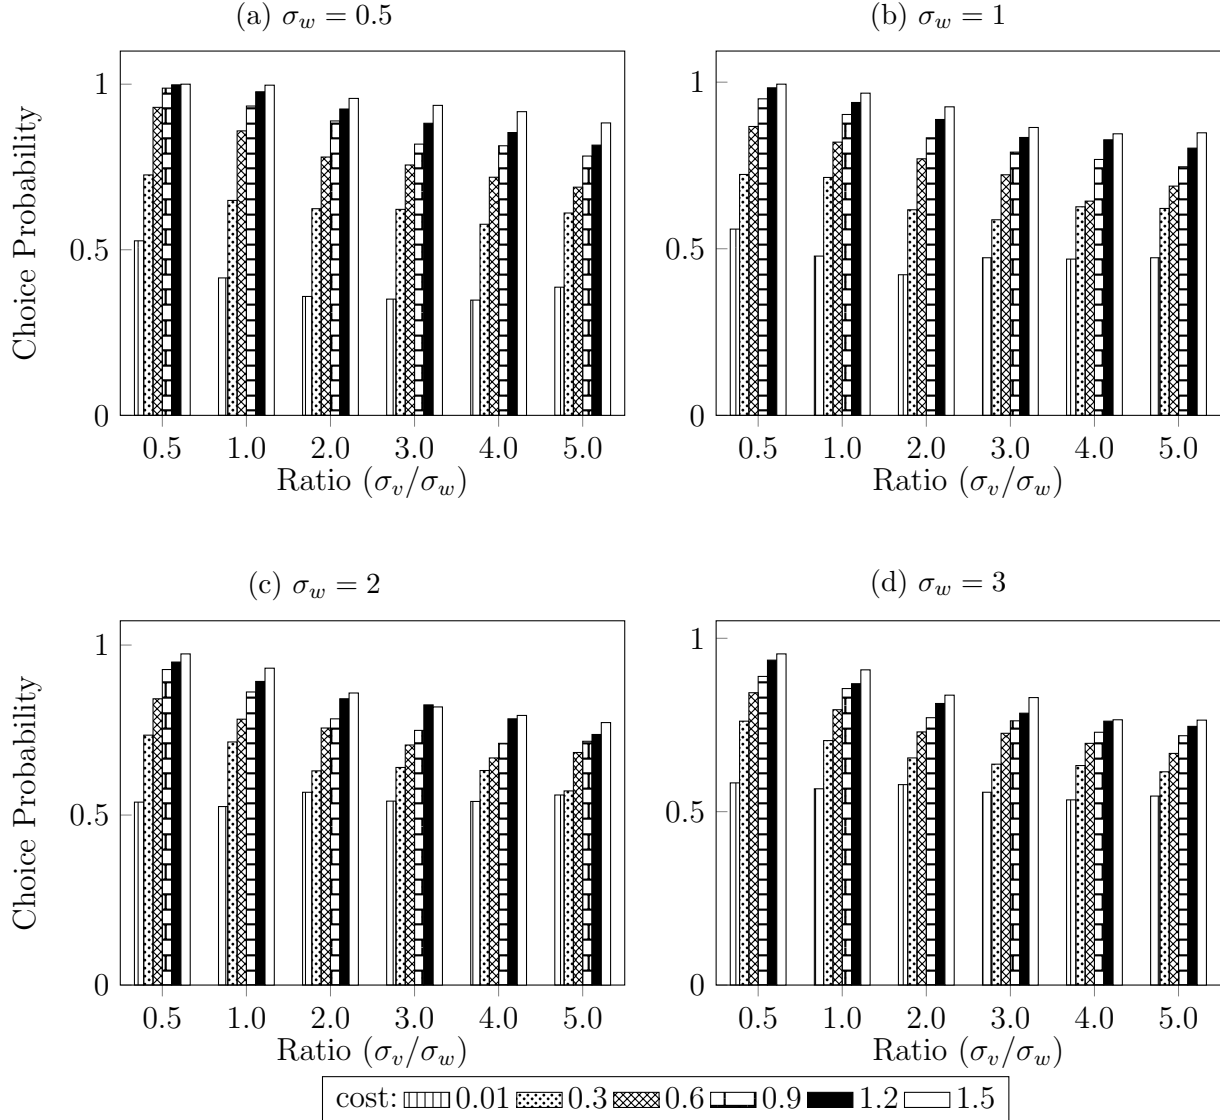 (a) σ_w = 0.5
(b) σ_w = 1
Choice Probability
1
0.5
0
0.5 1.0 2.0 3.0 4.0 5.0
Ratio (σ_v/σ_w)
1
0.5
0
0.5 1.0 2.0 3.0 4.0 5.0
Ratio (σ_v/σ_w)
(c) σ_w = 2
(d) σ_w = 3
Choice Probability
1
0.5
0
0.5 1.0 2.0 3.0 4.0 5.0
Ratio (σ_v/σ_w)
1
0.5
0
0.5 1.0 2.0 3.0 4.0 5.0
Ratio (σ_v/σ_w)
cost: 0.01 0.3 0.6 0.9 1.2 1.5